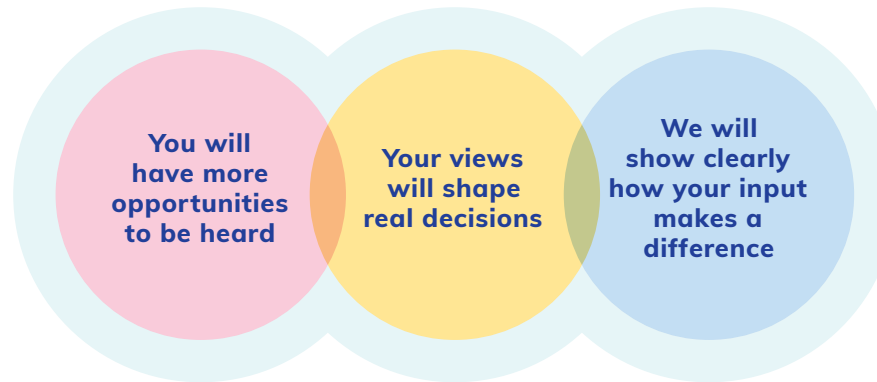 You will
have more
opportunities
to be heard
Your views
will shape
real decisions
We will
show clearly
how your input
makes a
difference